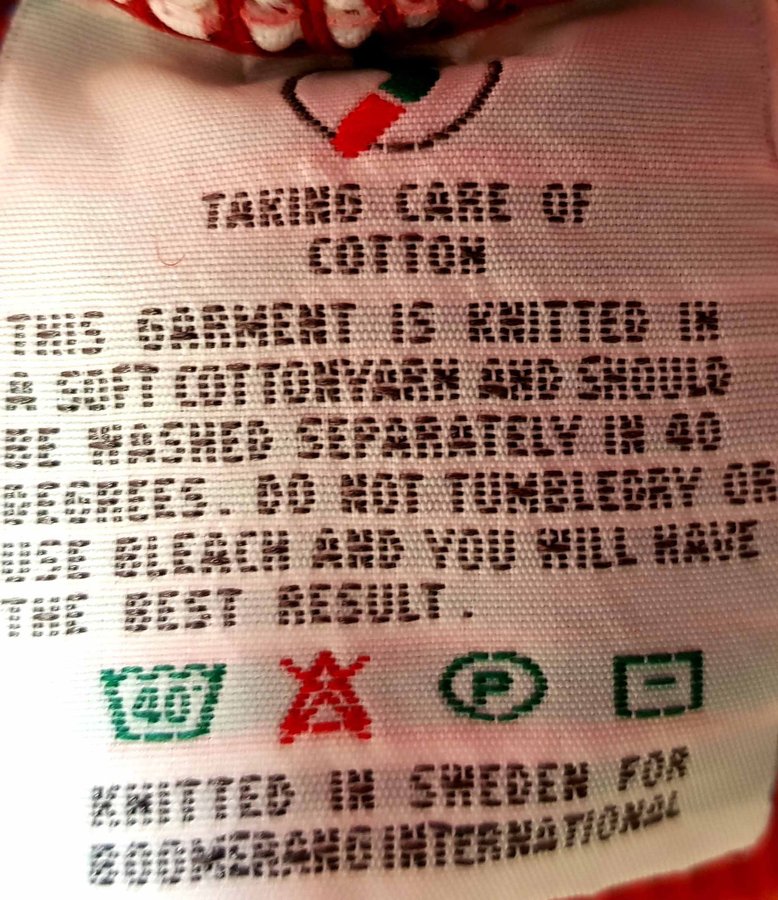 TAKING CARE OF
COTTON
THIS GARMENT IS KNITTED IN
A SOFT COTTONYARN AND SHOULD
BE WASHED SEPARATELY IN 40
DEGREES. DO NOT TUMBLEDRY OR
USE BLEACH AND YOU WILL HAVE
THE BEST RESULT.
40° P
KNITTED IN SWEDEN FOR
BOOMERANG INTERNATIONAL